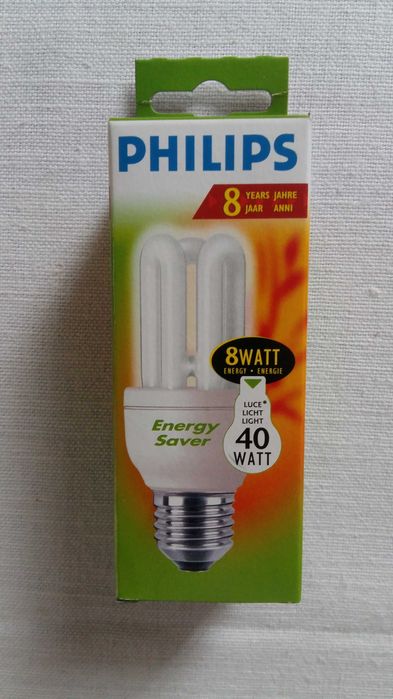 PHILIPS
8 YEARS JAHRE
JAAR ANNI
8WATT
ENERGY • ENERGIE
LUCE*
LICHT
LIGHT
40
WATT
Energy
Saver